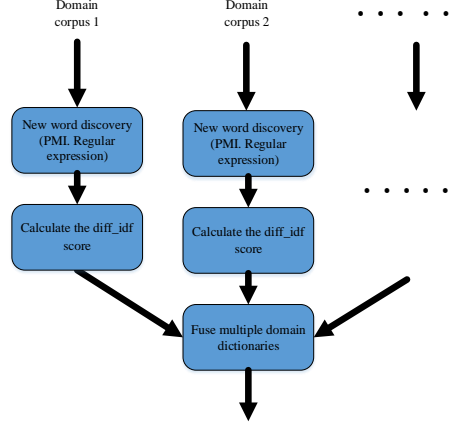 Domain
corpus 1
Domain
corpus 2
. . . . .
New word discovery
(PMI. Regular
expression)
New word discovery
(PMI. Regular
expression)
. . . . .
Calculate the diff_idf
score
Calculate the diff_idf
score
Fuse multiple domain
dictionaries